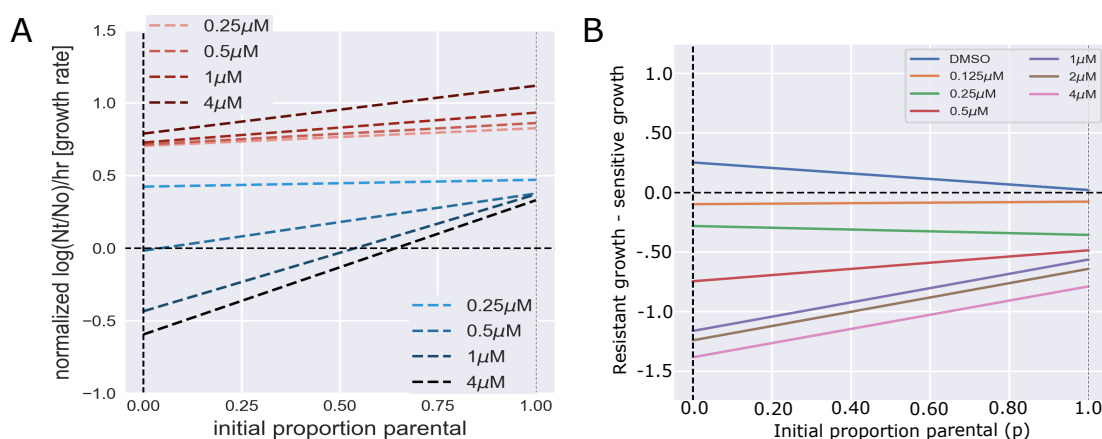 A
normalized log(Nt/No)/hr [growth rate]
1.5
1.0
0.5
0.0
−0.5
−1.0
0.25μM
0.5μM
1μM
4μM
0.25μM
0.5μM
1μM
4μM
0.00
0.25
0.50
0.75
1.00
initial proportion parental
B
Resistant growth - sensitive growth
1.0
.50
0.0
-.50
-1.0
-1.5
DMSO
0.125μM
0.25μM
0.5μM
1μM
2μM
4μM
0.0
0.20
0.40
0.60
0.80
1.0
Initial proportion parental (p)